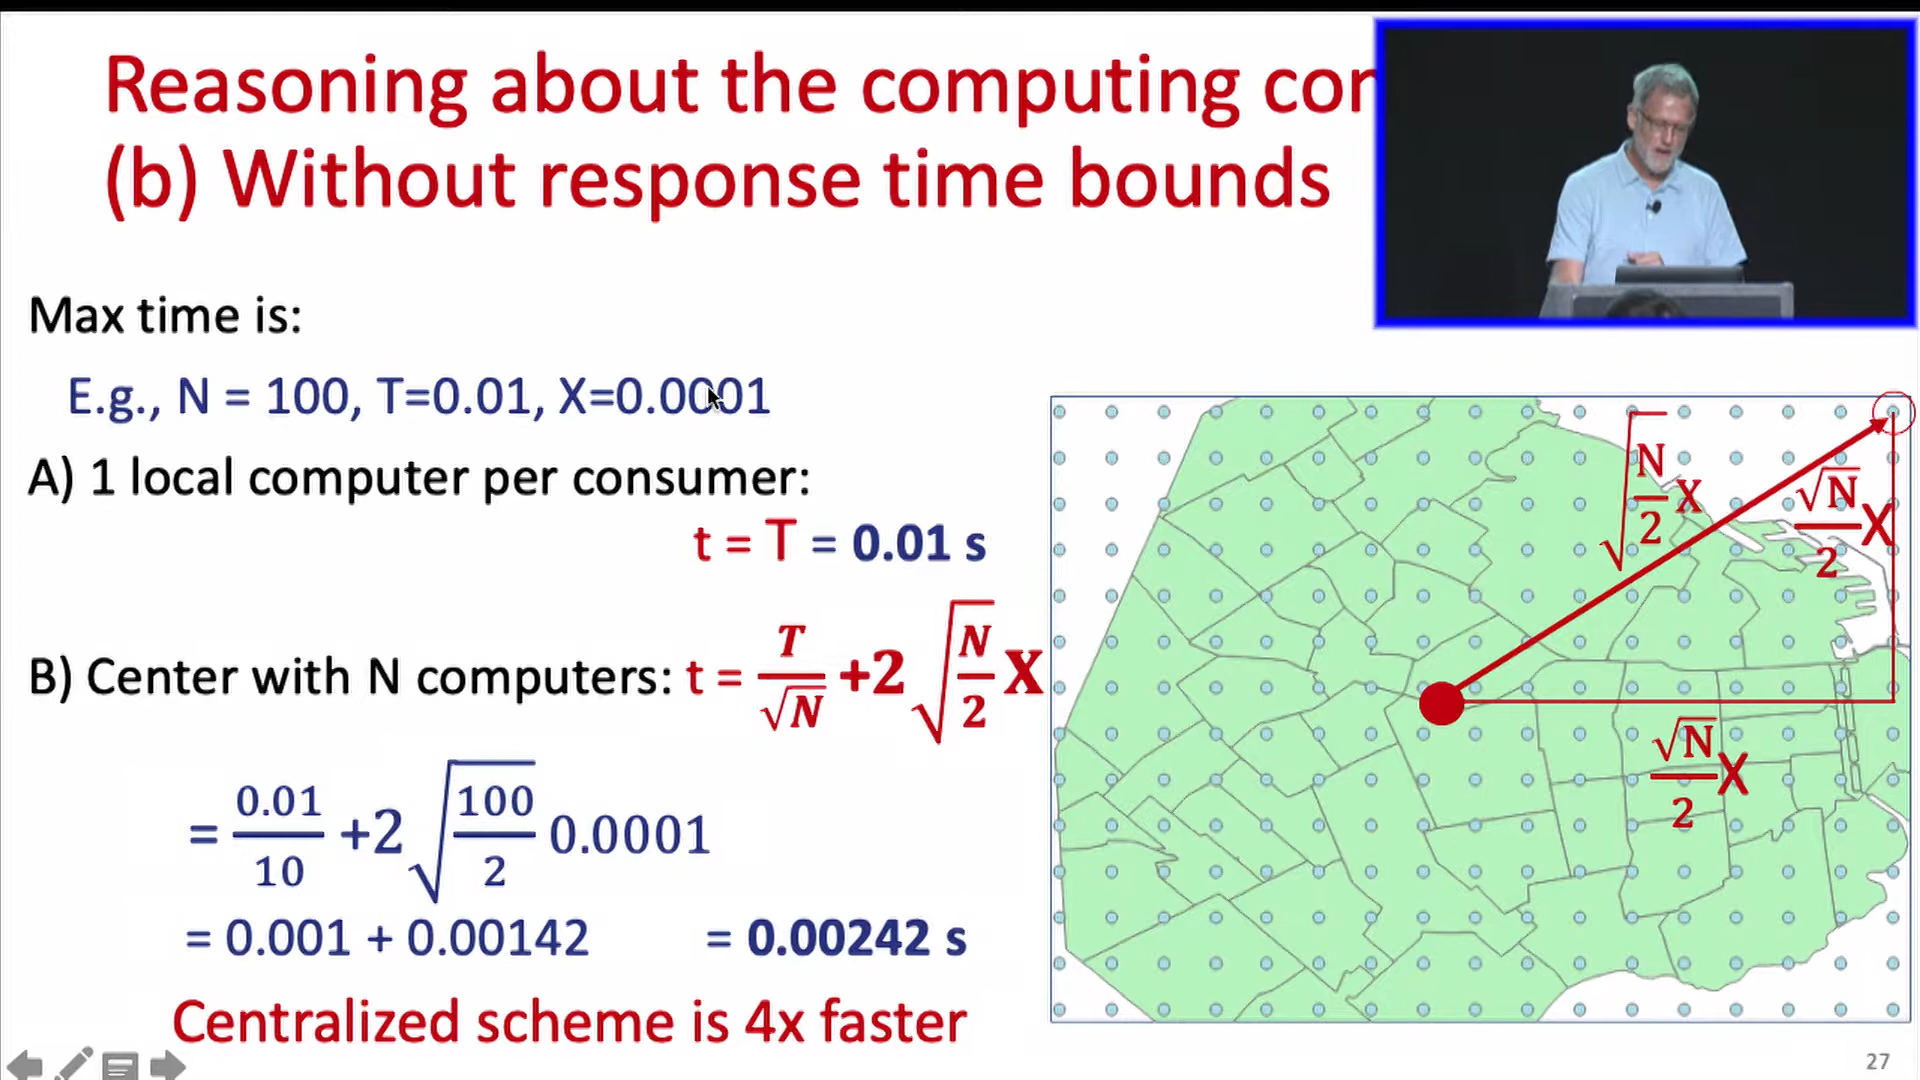 Reasoning about the computing con
(b) Without response time bounds
Max time is:
E.g., N = 100, T=0.01, X=0.0001
A) 1 local computer per consumer:
t = T = 0.01 s
B) Center with N computers: t = T/√N +2 √(N/2) X
= 0.01/10 +2 √(100/2) 0.0001
= 0.001 + 0.00142 = 0.00242 s
Centralized scheme is 4x faster
√(N/2) X
√N/2 X
√N/2 X
27